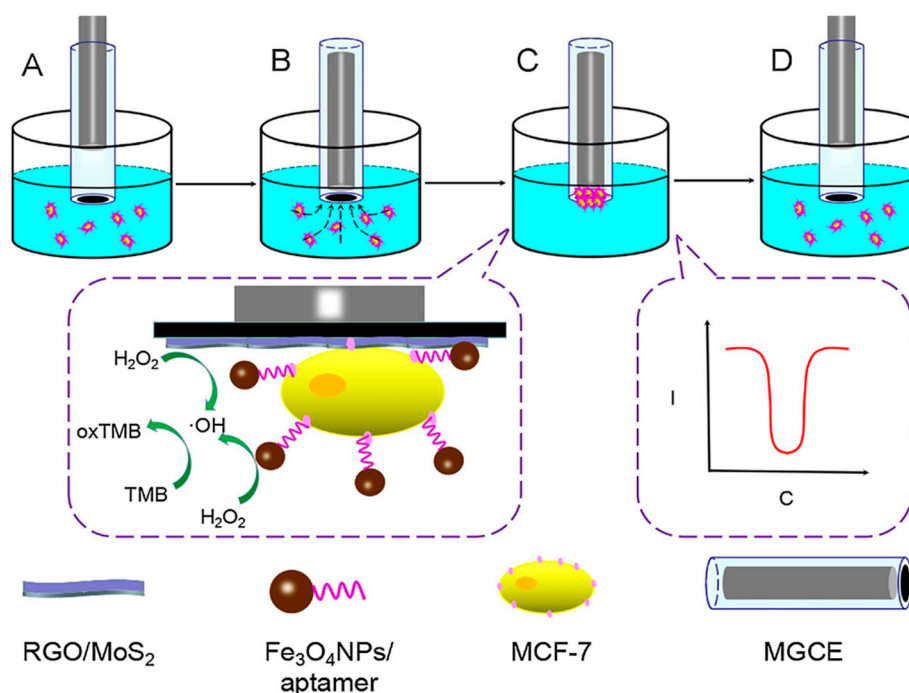 A
B
C
D
H₂O₂
·OH
oxTMB
TMB
H₂O₂
I
C
RGO/MoS₂
Fe₃O₄NPs/
aptamer
MCF-7
MGCE